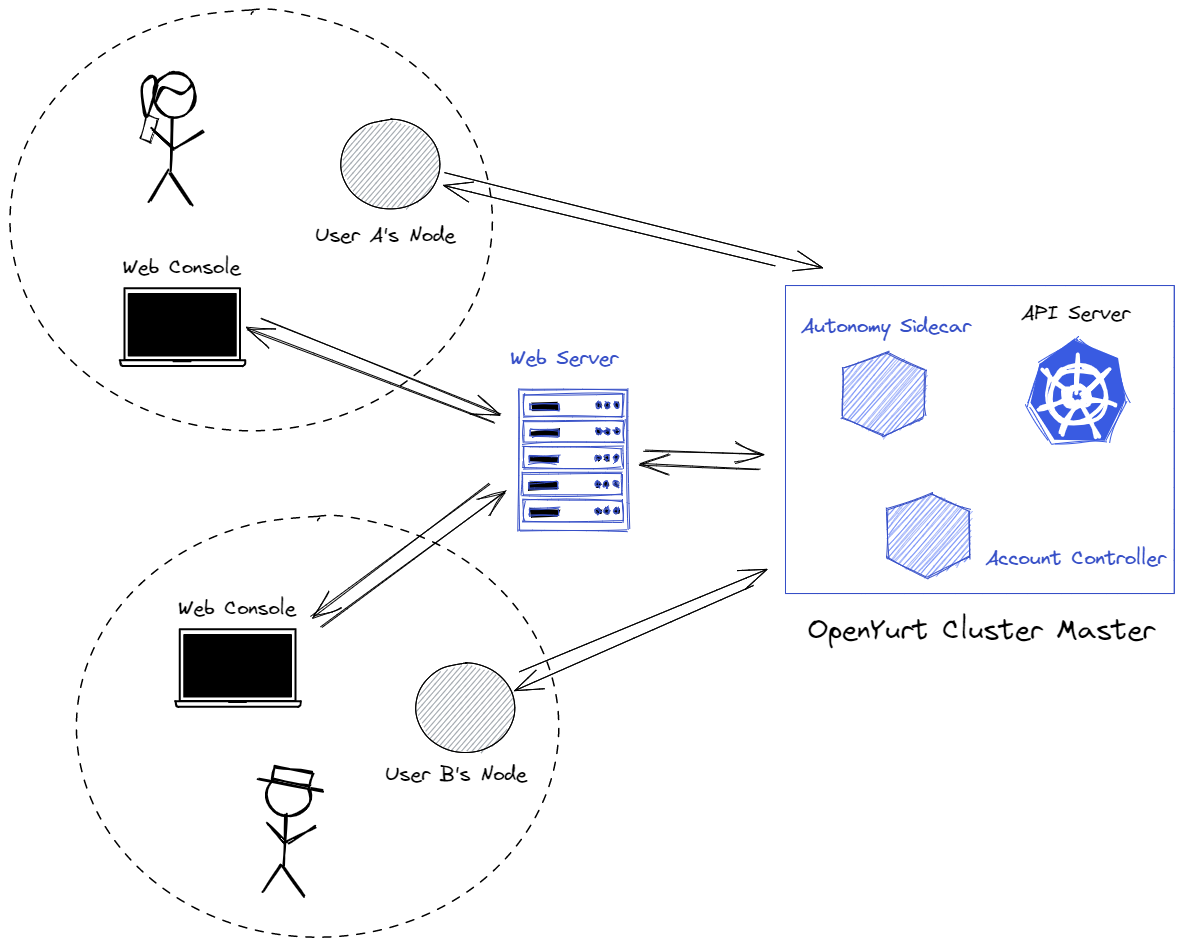 User A's Node
Web Console
Autonomy Sidecar
API Server
Web Server
Account Controller
OpenYurt Cluster Master
Web Console
User B's Node